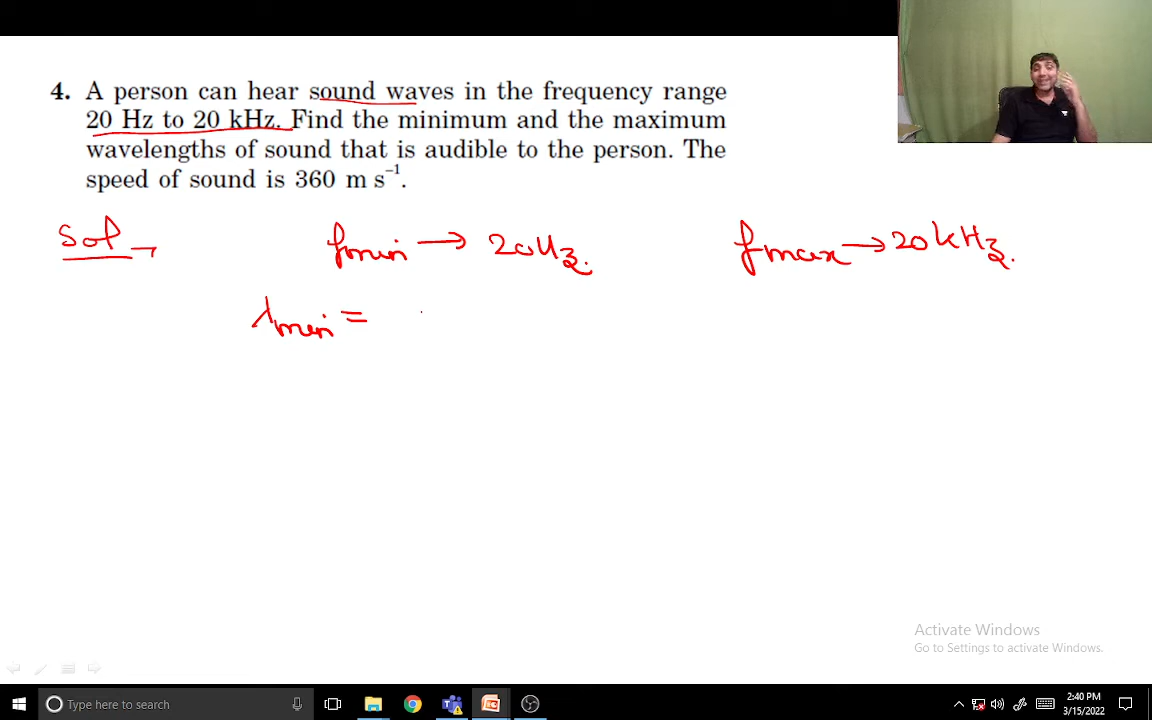 4. A person can hear sound waves in the frequency range
20 Hz to 20 kHz. Find the minimum and the maximum
wavelengths of sound that is audible to the person. The
speed of sound is 360 m s⁻¹.
Sol → fmin → 20Hz. fmax → 20kHz.
λmin =
Activate Windows
Go to Settings to activate Windows.
Type here to search
2:40 PM
3/15/2022